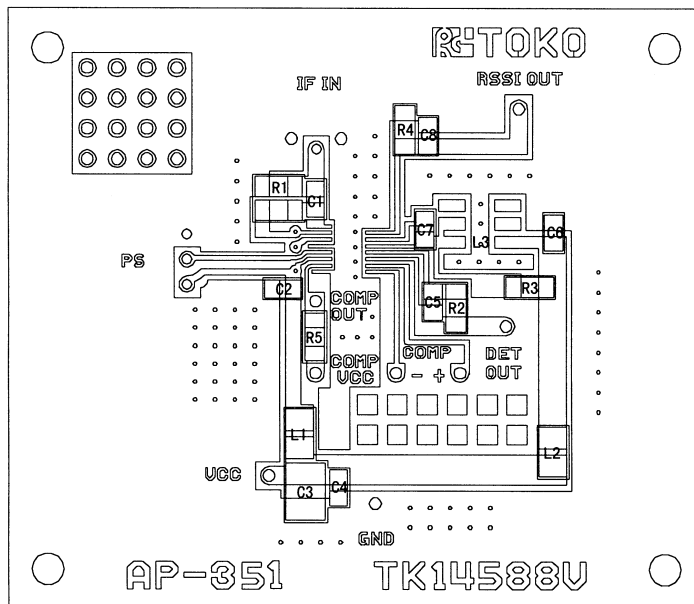 TOKO
IF IN
RSSI OUT
R4
C8
R1
C1
C7
L3
C6
PS
C2
COMP
OUT
C5
R2
R3
R5
COMP
VCC
COMP
- +
DET
OUT
L1
L2
VCC
C3
C4
GND
AP-351
TK14588V